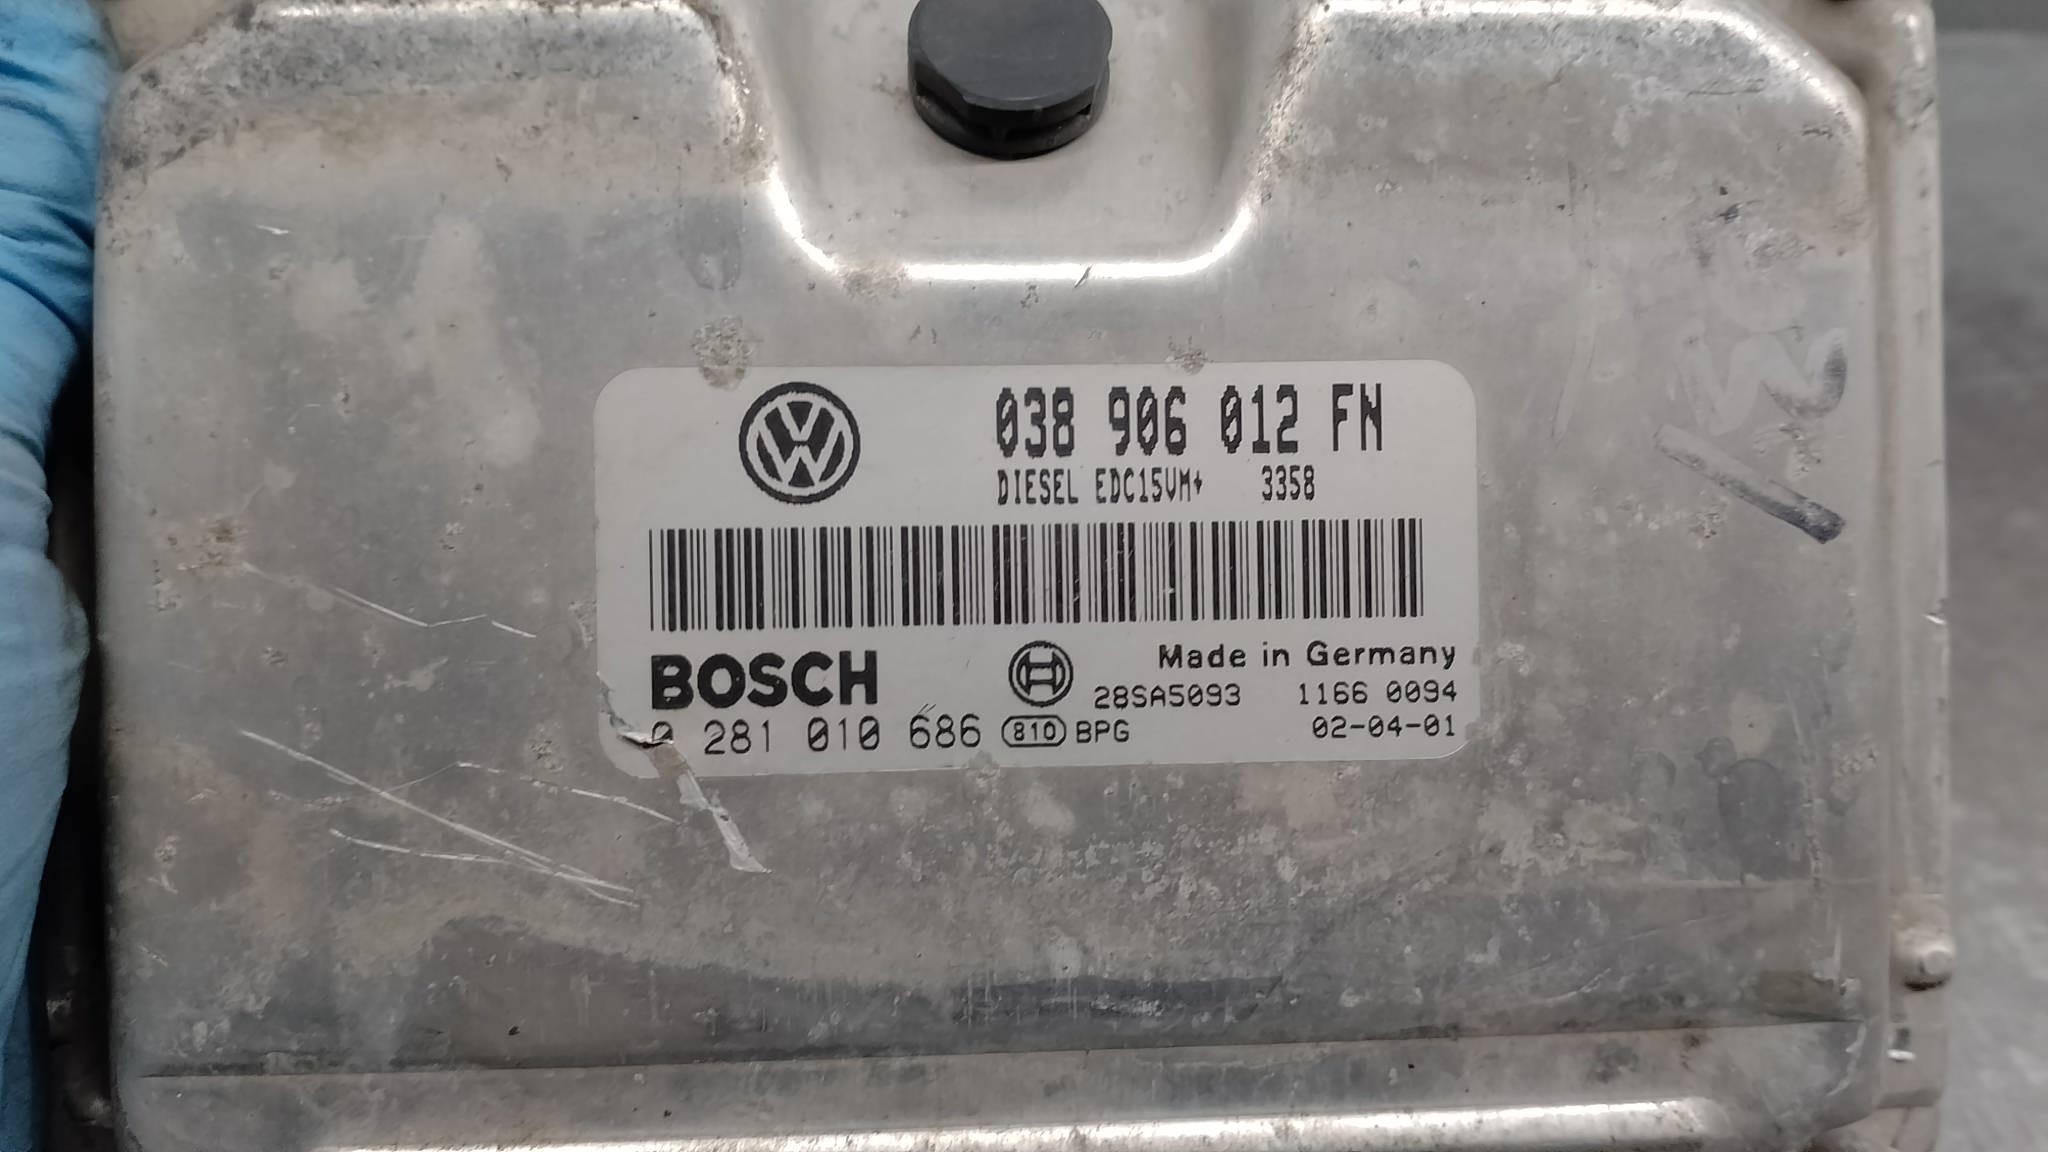 038 906 012 FN
DIESEL EDC15VM+ 3358
BOSCH
Made in Germany
28SA5093 1166 0094
0 281 010 686 810 BPG 02-04-01